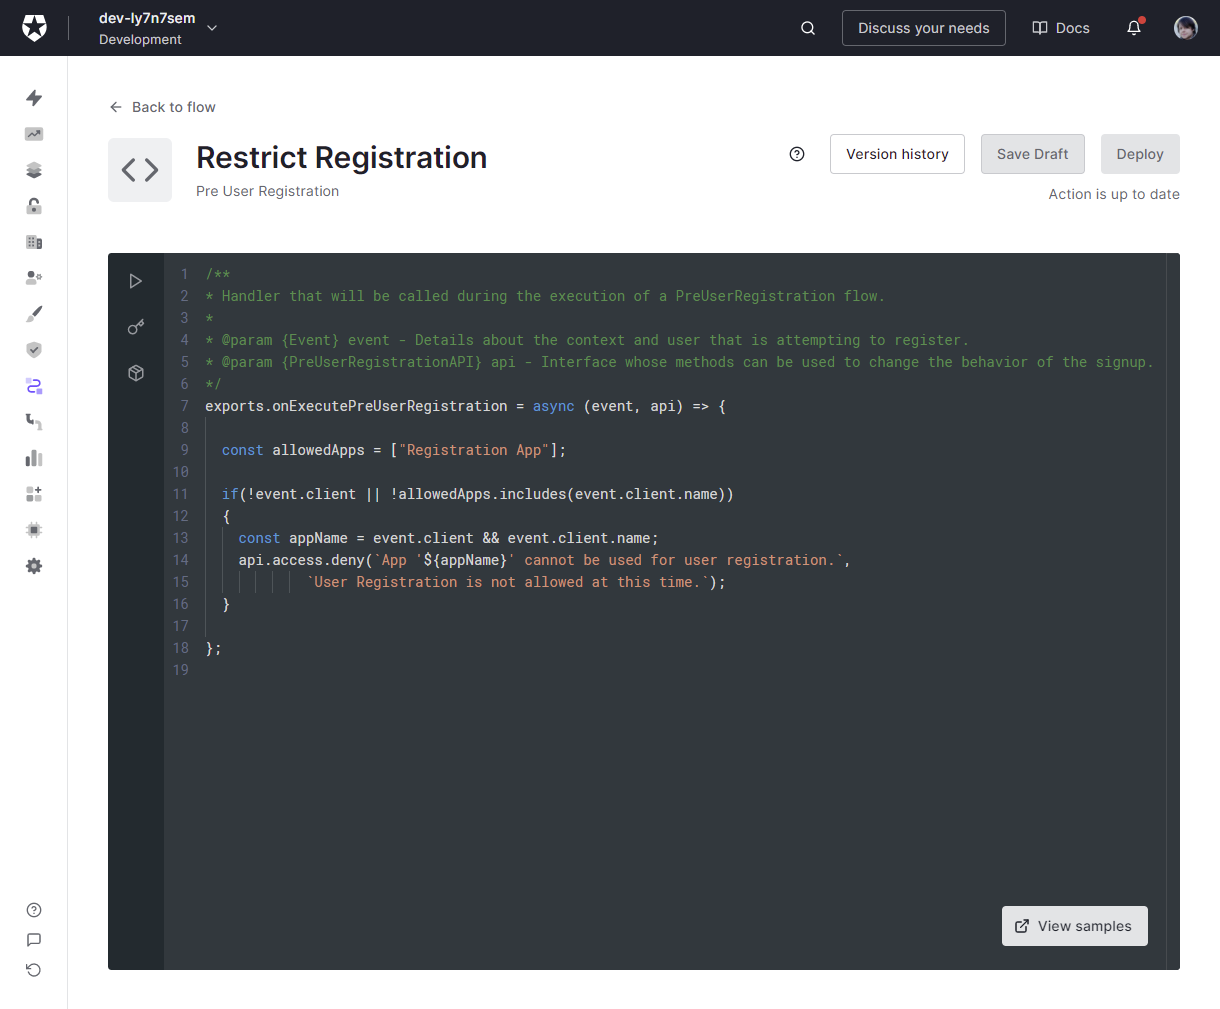 dev-ly7n7sem
Development
Discuss your needs
Docs
Back to flow
Restrict Registration
Pre User Registration
Version history
Save Draft
Deploy
Action is up to date
1 /**
2 * Handler that will be called during the execution of a PreUserRegistration flow.
3 *
4 * @param {Event} event - Details about the context and user that is attempting to register.
5 * @param {PreUserRegistrationAPI} api - Interface whose methods can be used to change the behavior of the signup.
6 */
7 exports.onExecutePreUserRegistration = async (event, api) => {
8
9 const allowedApps = ["Registration App"];
10
11 if(!event.client || !allowedApps.includes(event.client.name))
12 {
13 const appName = event.client && event.client.name;
14 api.access.deny(`App '${appName}' cannot be used for user registration.`,
15 `User Registration is not allowed at this time.`);
16 }
17
18 };
19
View samples